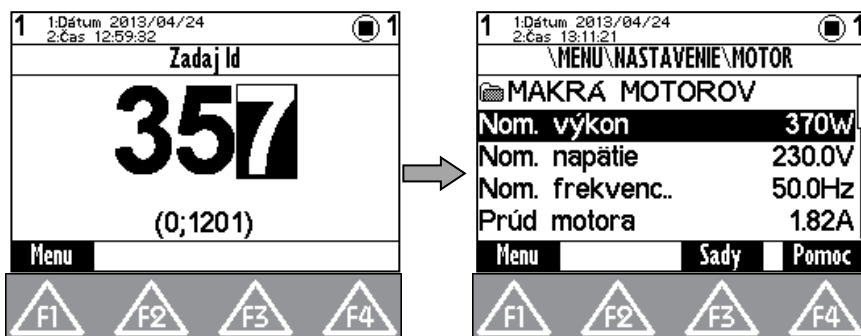 1 1:Dátum 2013/04/24 1
2:Čas 12:59:32
Zadaj Id
357
(0;1201)
Menu
F1 F2 F3 F4
1 1:Dátum 2013/04/24 1
2:Čas 13:11:21
\MENU\NASTAVENIE\MOTOR
MAKRÁ MOTOROV
Nom. výkon 370W
Nom. napätie 230.0V
Nom. frekvenc.. 50.0Hz
Prúd motora 1.82A
Menu Sady Pomoc
F1 F2 F3 F4